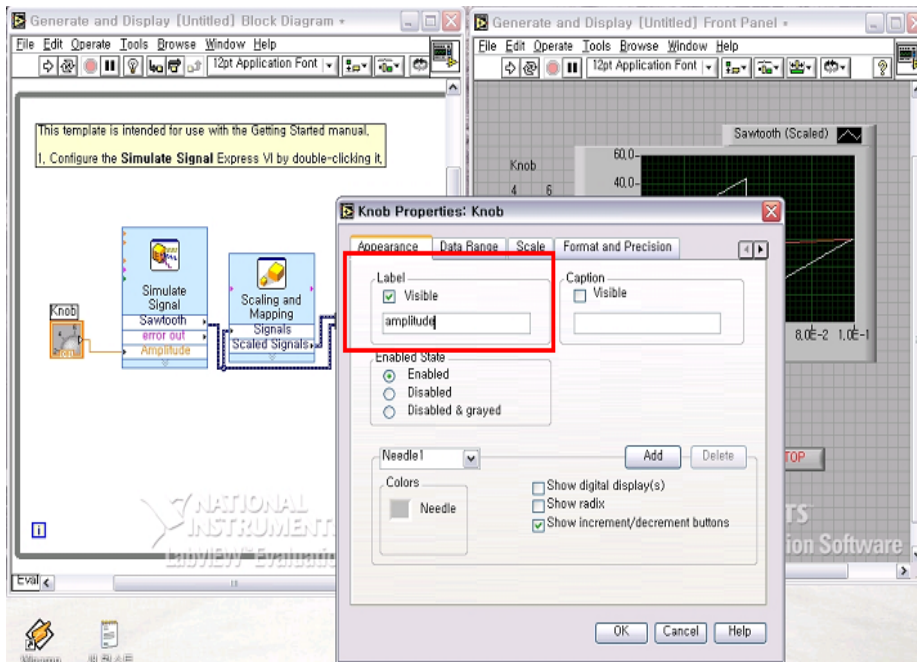 Generate and Display [Untitled] Block Diagram *
File Edit Operate Tools Browse Window Help
12pt Application Font
This template is intended for use with the Getting Started manual.
1. Configure the Simulate Signal Express VI by double-clicking it.
Knob
Simulate
Signal
Sawtooth
error out
Amplitude
Scaling and
Mapping
Signals
Scaled Signals
NATIONAL
INSTRUMENT
LabVIEW™ Evaluatio
Eval
Generate and Display [Untitled] Front Panel *
File Edit Operate Tools Browse Window Help
12pt Application Font
Sawtooth (Scaled)
Knob
4 6
60,0-
40,0-
8,0E-2 1,0E-1
TOP
TS
ion Software
Knob Properties: Knob
Appearance Data Range Scale Format and Precision
Label
Visible
amplitude
Caption
Visible
Enabled State
Enabled
Disabled
Disabled & grayed
Needle1
Add Delete
Colors
Needle
Show digital display(s)
Show radix
Show increment/decrement buttons
OK Cancel Help